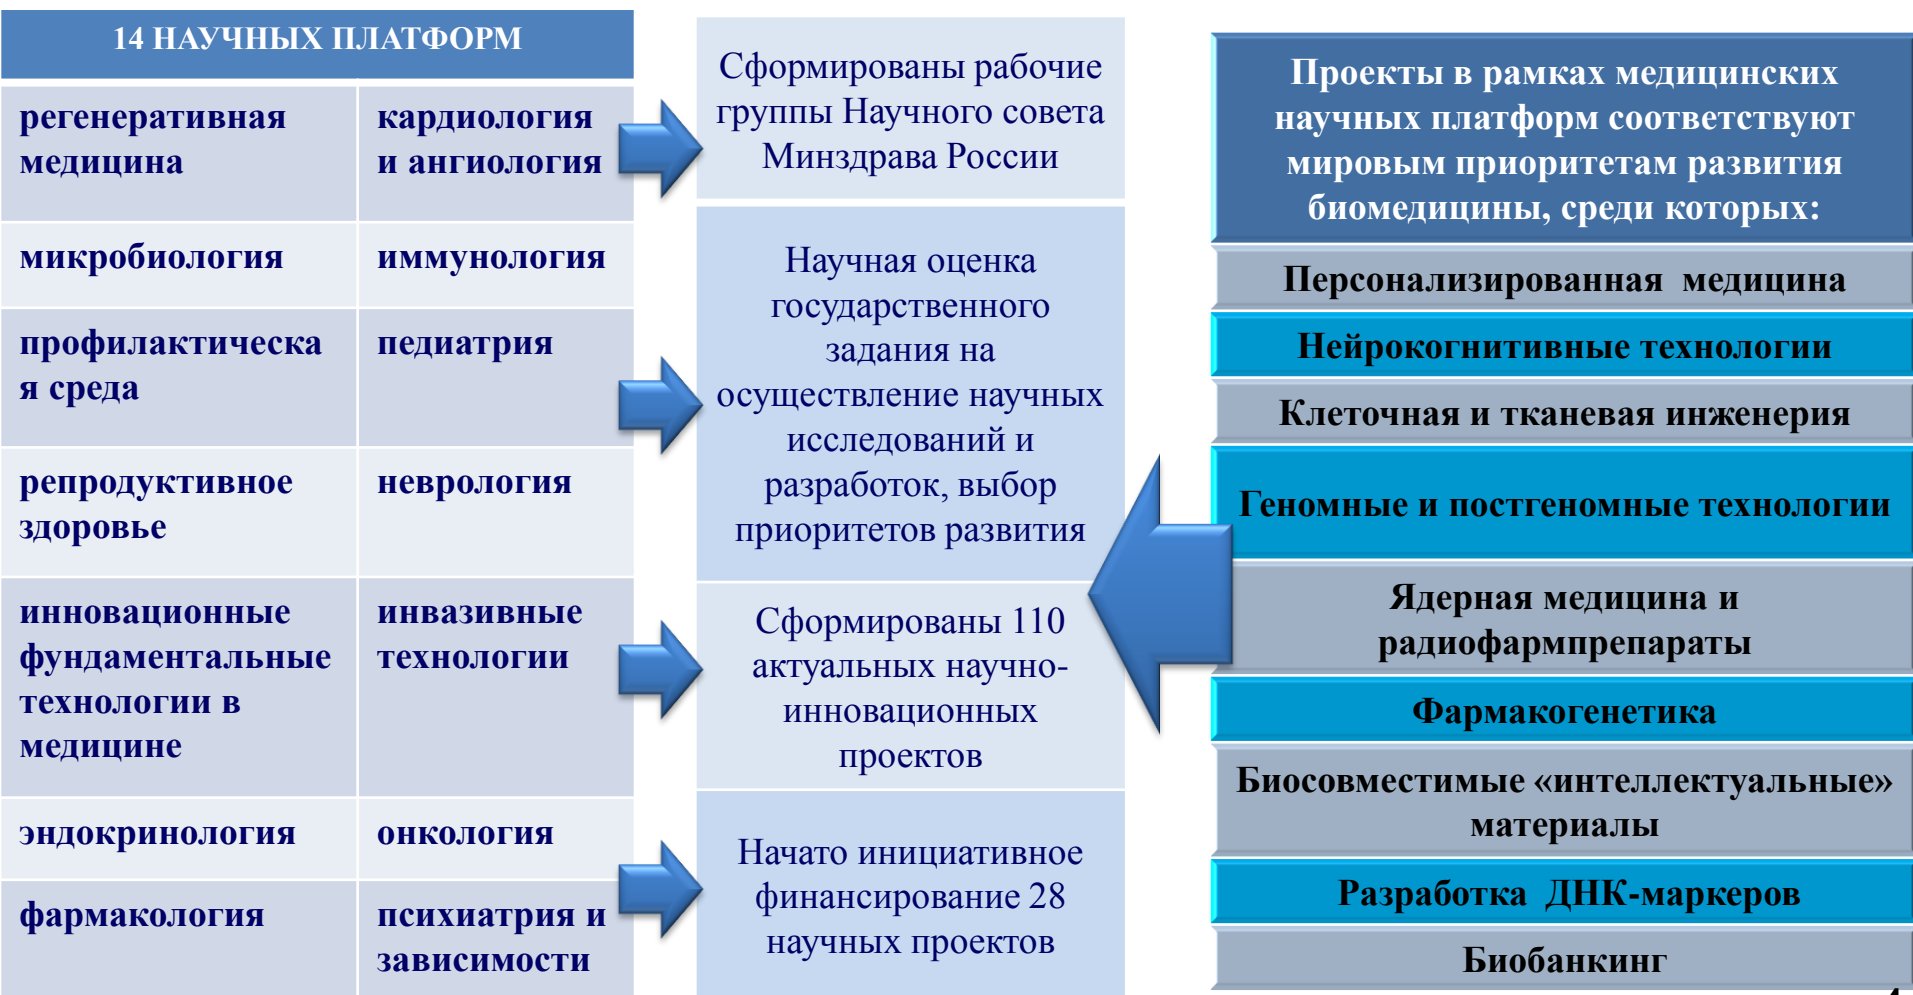 14 НАУЧНЫХ ПЛАТФОРМ
регенеративная
медицина
кардиология
и ангиология
микробиология
иммунология
профилактическа
я среда
педиатрия
репродуктивное
здоровье
неврология
инновационные
фундаментальные
технологии в
медицине
инвазивные
технологии
эндокринология
онкология
фармакология
психиатрия и
зависимости
Сформированы рабочие
группы Научного совета
Минздрава России
Научная оценка
государственного
задания на
осуществление научных
исследований и
разработок, выбор
приоритетов развития
Сформированы 110
актуальных научно-
инновационных
проектов
Начато инициативное
финансирование 28
научных проектов
Проекты в рамках медицинских
научных платформ соответствуют
мировым приоритетам развития
биомедицины, среди которых:
Персонализированная медицина
Нейрокогнитивные технологии
Клеточная и тканевая инженерия
Геномные и постгеномные технологии
Ядерная медицина и
радиофармпрепараты
Фармакогенетика
Биосовместимые «интеллектуальные»
материалы
Разработка ДНК-маркеров
Биобанкинг